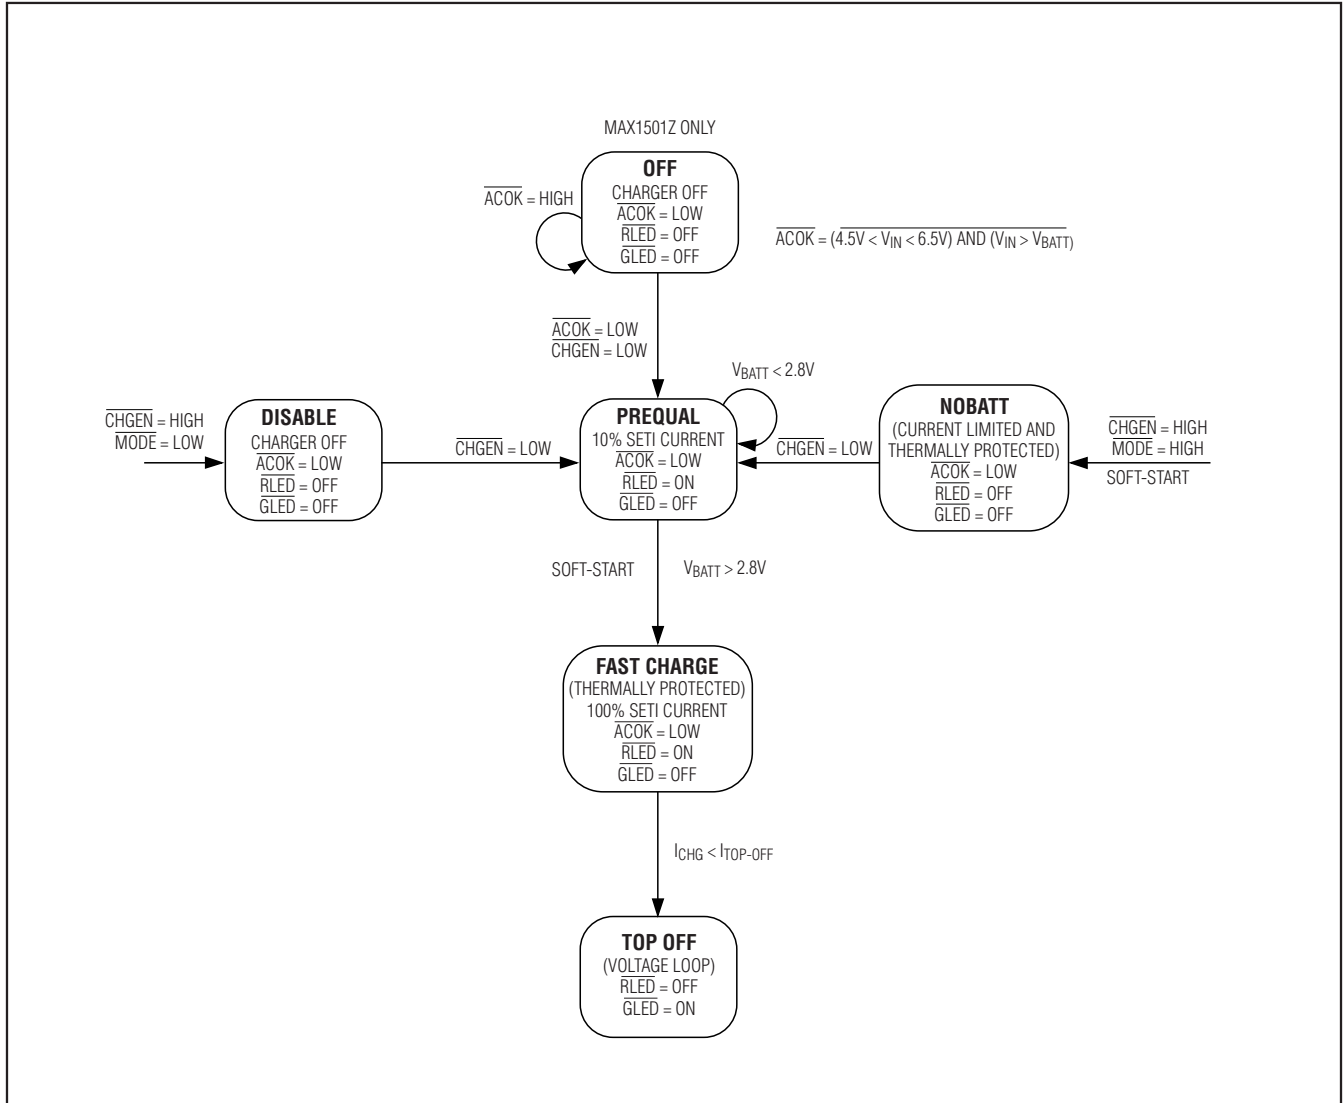 MAX1501Z ONLY
OFF
CHARGER OFF
ACOK = LOW
RLED = OFF
GLED = OFF
ACOK = HIGH
ACOK = (4.5V < VIN < 6.5V) AND (VIN > VBATT)
ACOK = LOW
CHGEN = LOW
VBATT < 2.8V
CHGEN = HIGH
MODE = LOW
DISABLE
CHARGER OFF
ACOK = LOW
RLED = OFF
GLED = OFF
CHGEN = LOW
PREQUAL
10% SETI CURRENT
ACOK = LOW
RLED = ON
GLED = OFF
CHGEN = LOW
NOBATT
(CURRENT LIMITED AND
THERMALLY PROTECTED)
ACOK = LOW
RLED = OFF
GLED = OFF
CHGEN = HIGH
MODE = HIGH
SOFT-START
SOFT-START
VBATT > 2.8V
FAST CHARGE
(THERMALLY PROTECTED)
100% SETI CURRENT
ACOK = LOW
RLED = ON
GLED = OFF
ICHG < ITOP-OFF
TOP OFF
(VOLTAGE LOOP)
RLED = OFF
GLED = ON